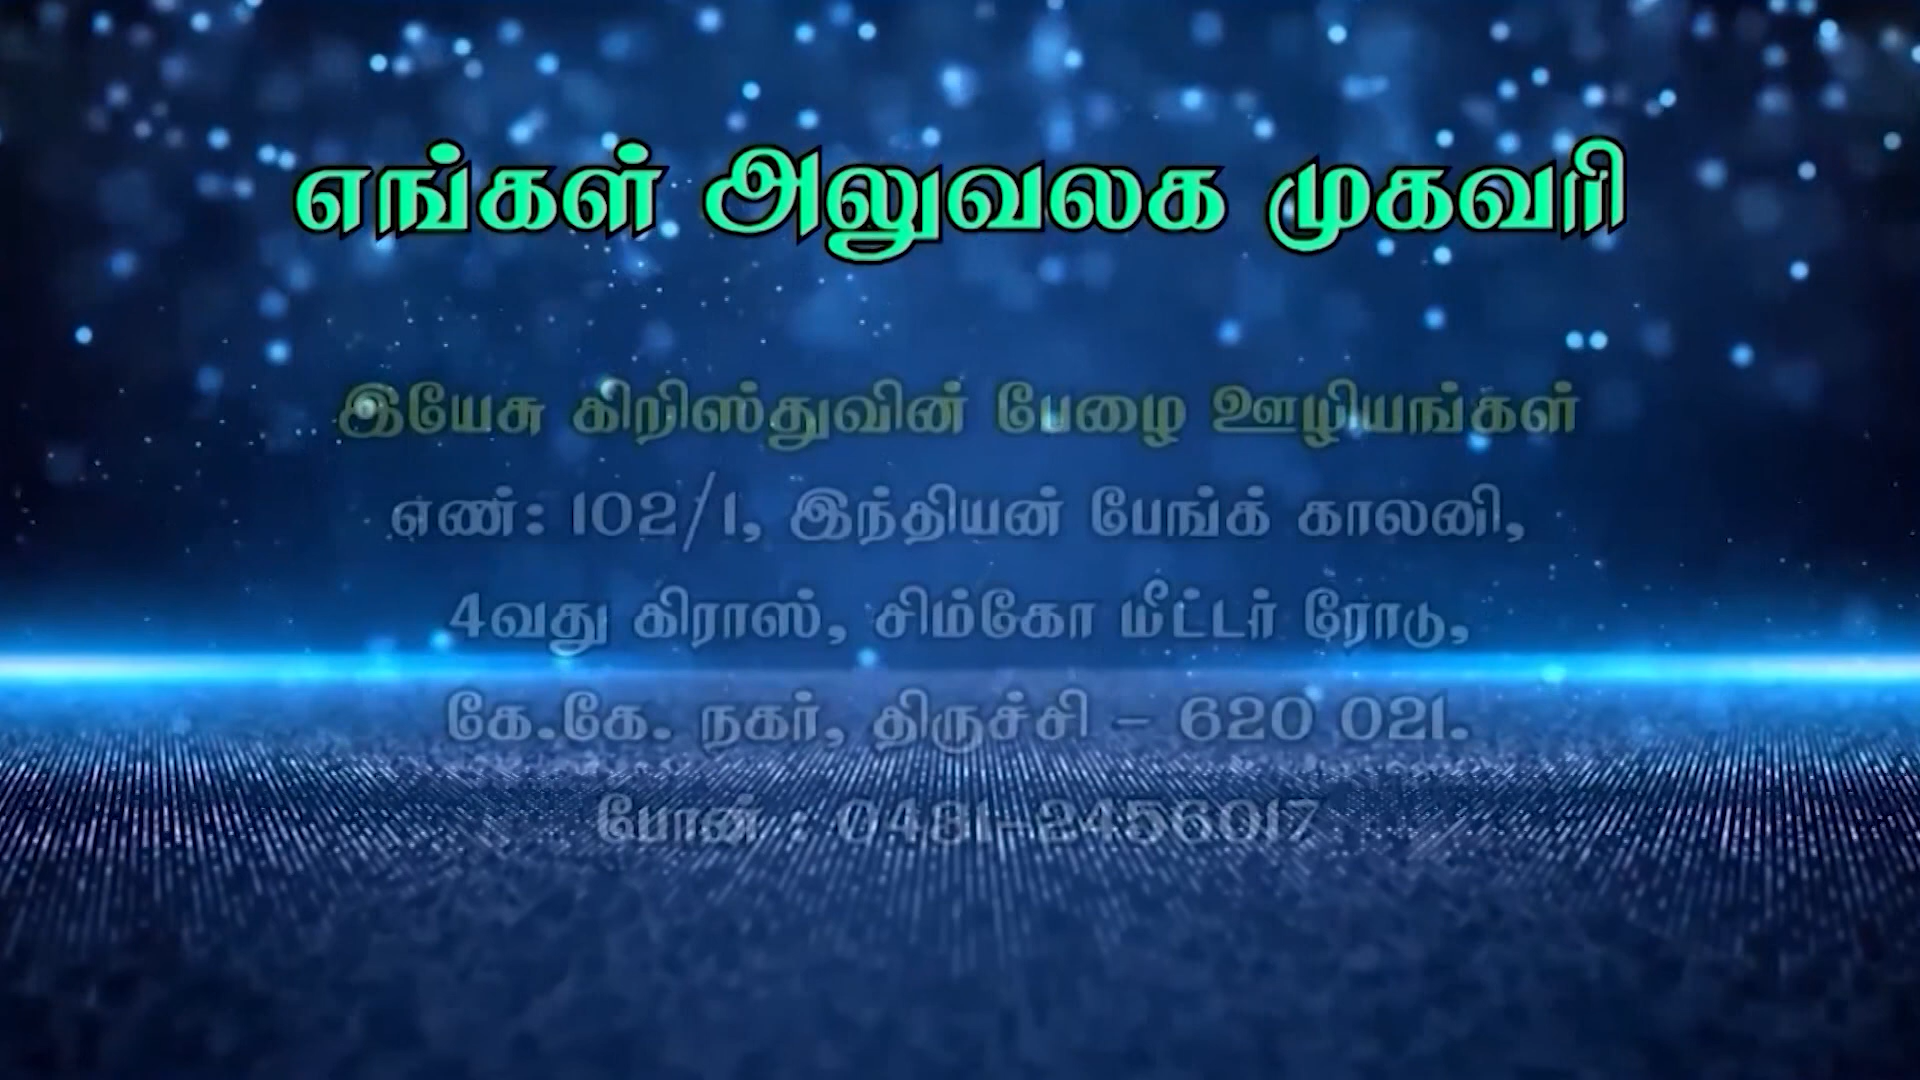 எங்கள் அலுவலக முகவரி
இயேசு கிறிஸ்துவின் பேழை ஊழியங்கள்
எண்: 102/1, இந்தியன் பேங்க் காலனி,
4வது கிராஸ், சிம்கோ மீட்டர் ரோடு,
கே.கே. நகர், திருச்சி - 620 021.
போன் : 0431-2456017